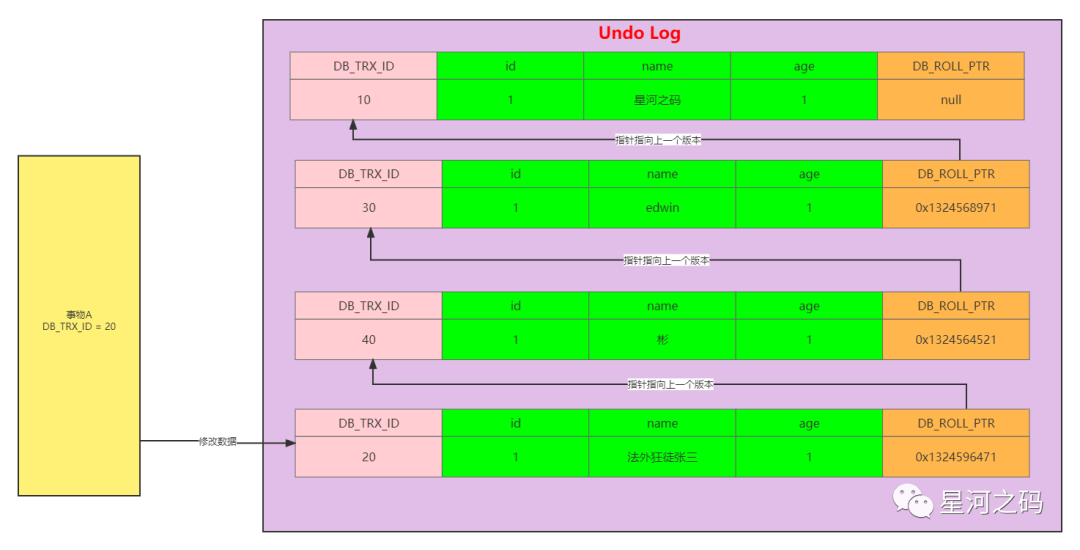 Undo Log
DB_TRX_ID id name age DB_ROLL_PTR
10 1 星河之码 1 null
指针指向上一个版本
DB_TRX_ID id name age DB_ROLL_PTR
30 1 edwin 1 0x1324568971
指针指向上一个版本
事物A
DB_TRX_ID = 20
DB_TRX_ID id name age DB_ROLL_PTR
40 1 彬 1 0x1324564521
指针指向上一个版本
DB_TRX_ID id name age DB_ROLL_PTR
修改数据
20 1 法外狂徒张三 1 0x1324596471
星河之码